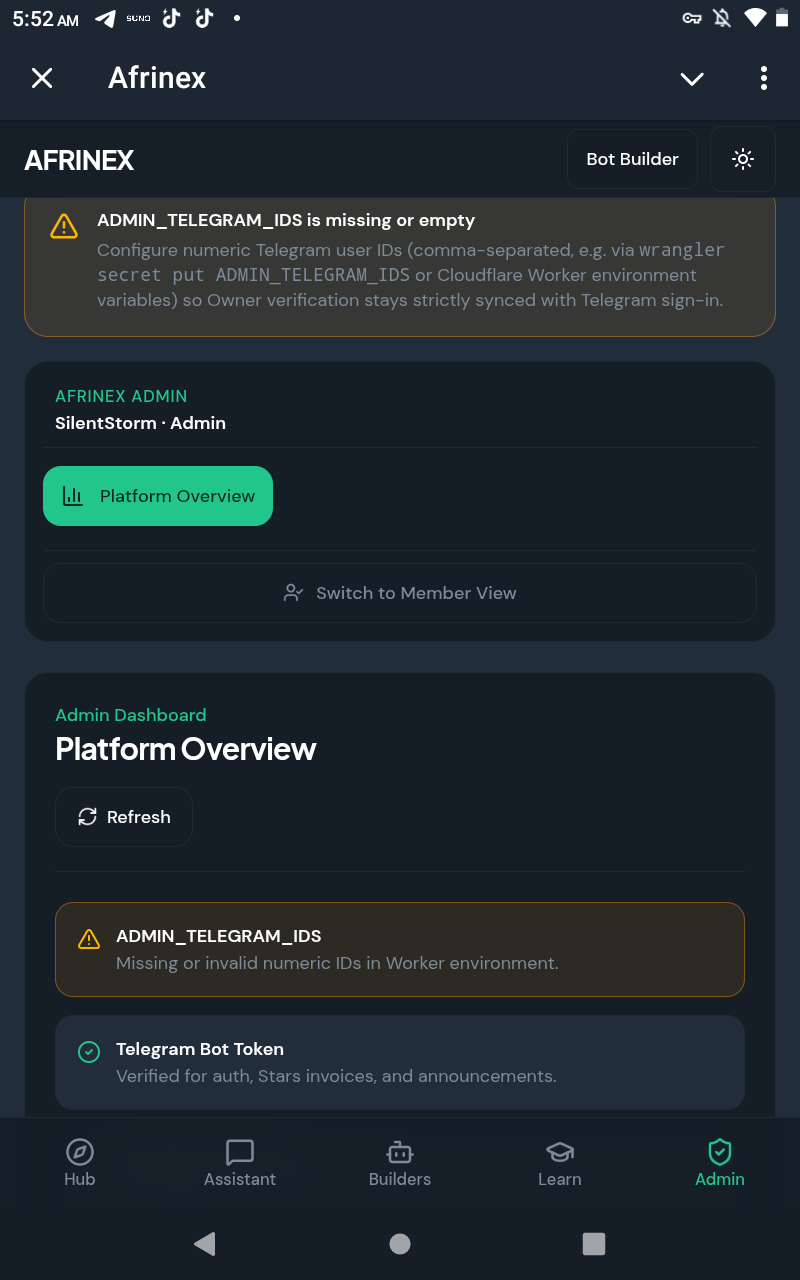 5:52 AM SUNO
Afrinex
AFRINEX
Bot Builder
ADMIN_TELEGRAM_IDS is missing or empty
Configure numeric Telegram user IDs (comma-separated, e.g. via wrangler
secret put ADMIN_TELEGRAM_IDS or Cloudflare Worker environment
variables) so Owner verification stays strictly synced with Telegram sign-in.
AFRINEX ADMIN
SilentStorm · Admin
Platform Overview
Switch to Member View
Admin Dashboard
Platform Overview
Refresh
ADMIN_TELEGRAM_IDS
Missing or invalid numeric IDs in Worker environment.
Telegram Bot Token
Verified for auth, Stars invoices, and announcements.
Hub
Assistant
Builders
Learn
Admin